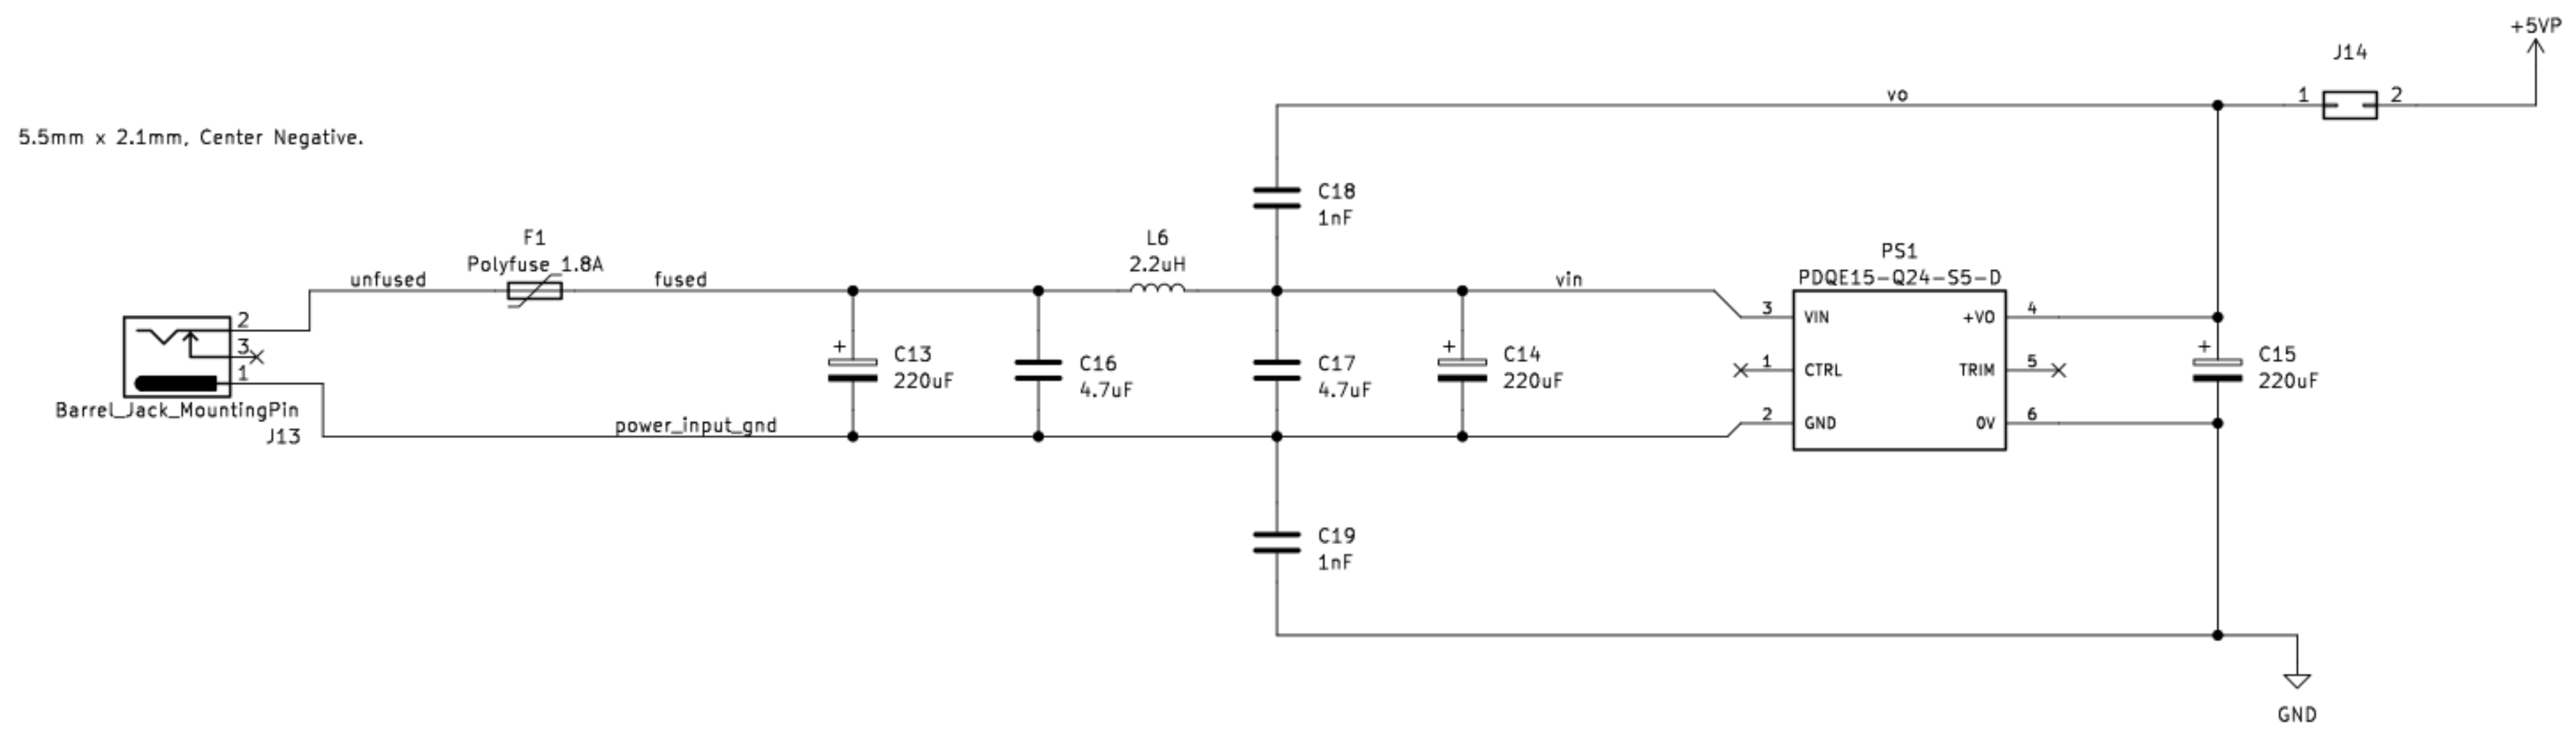 +5VP
J14
1
2
vo
5.5mm x 2.1mm, Center Negative.
C18
1nF
F1
Polyfuse 1.8A
unfused
fused
L6
2.2uH
vin
PS1
PDQE15-Q24-S5-D
2
3
1
Barrel_Jack_MountingPin
J13
power_input_gnd
+
C13
220uF
C16
4.7uF
C17
4.7uF
+
C14
220uF
3
VIN
+VO
4
1
CTRL
TRIM
5
2
GND
0V
6
+
C15
220uF
C19
1nF
GND